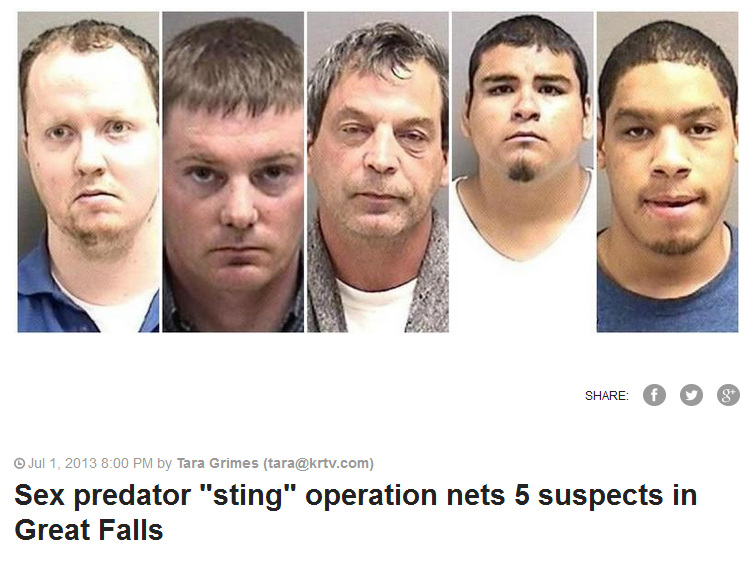 SHARE: f g+
Jul 1, 2013 8:00 PM by Tara Grimes (tara@krtv.com)
Sex predator "sting" operation nets 5 suspects in
Great Falls